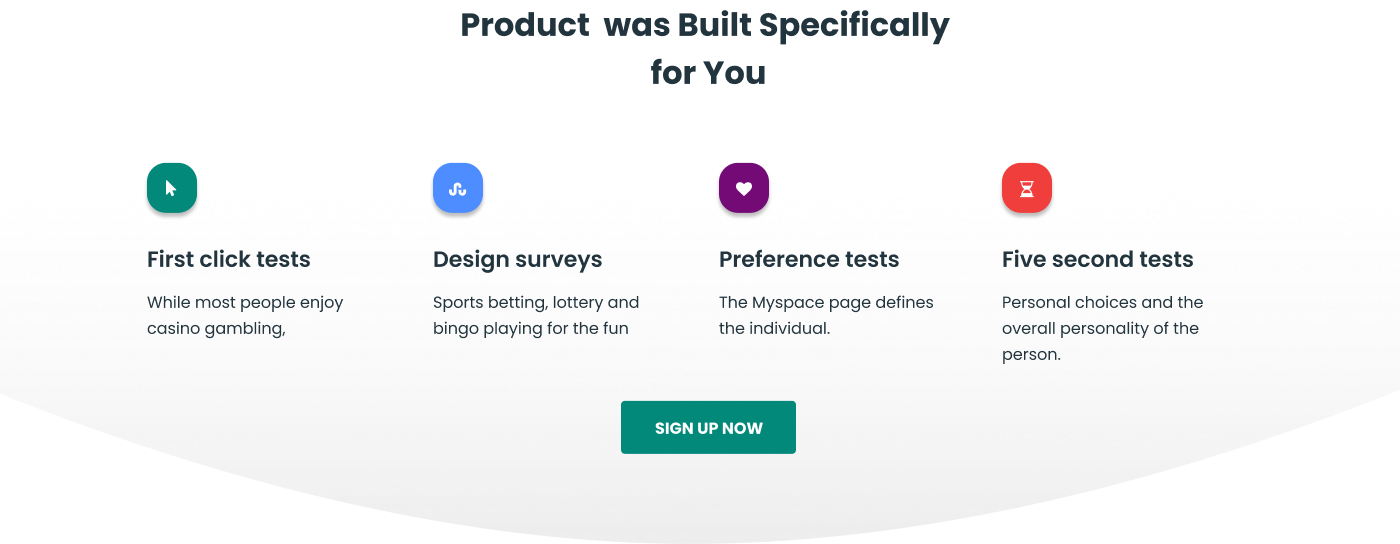 Product  was Built Specifically
for You
First click tests
While most people enjoy
casino gambling,
Design surveys
Sports betting, lottery and
bingo playing for the fun
Preference tests
The Myspace page defines
the individual.
Five second tests
Personal choices and the
overall personality of the
person.
SIGN UP NOW